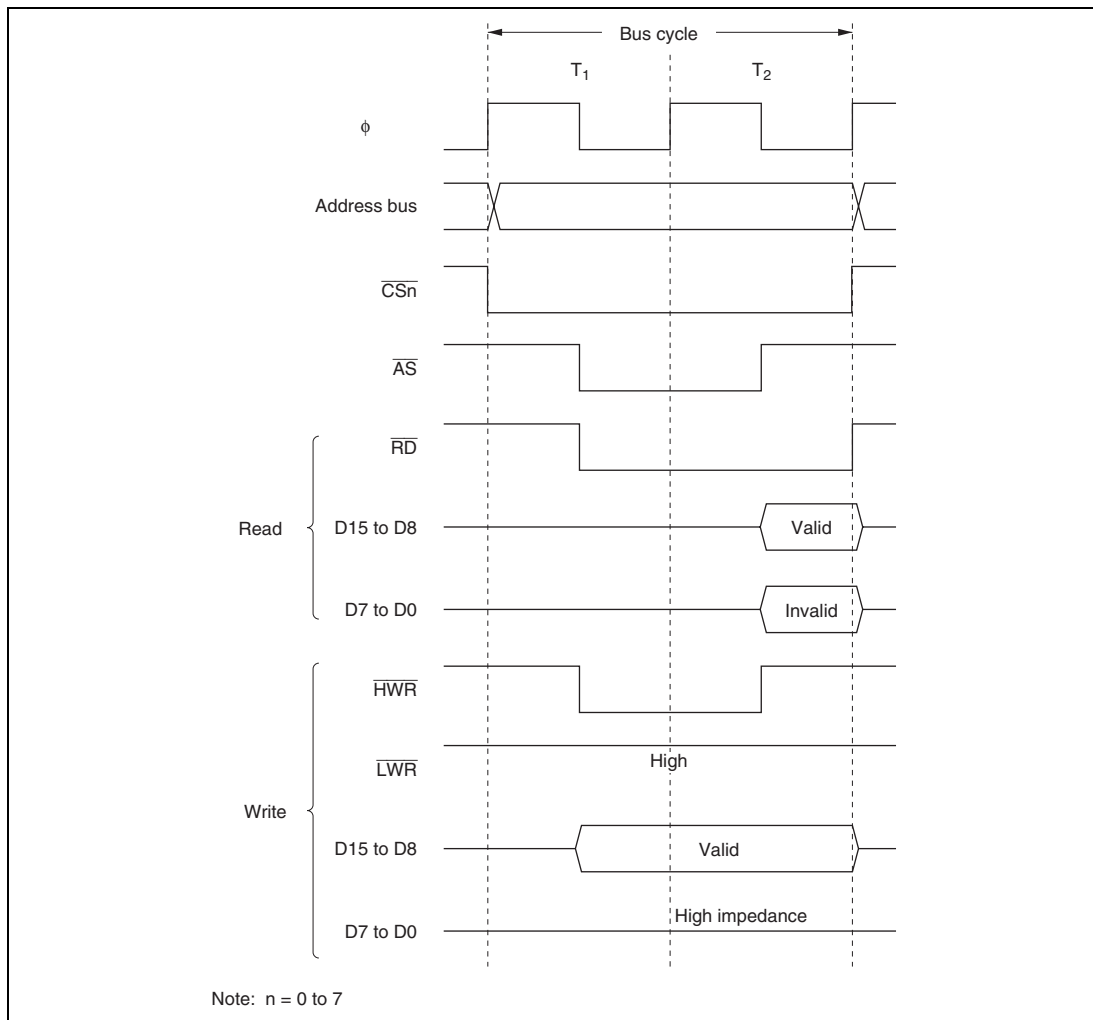 Bus cycle
T1 T2
ϕ
Address bus
CSn
AS
RD
Read
D15 to D8 Valid
D7 to D0 Invalid
HWR
LWR High
Write
D15 to D8 Valid
D7 to D0 High impedance
Note: n = 0 to 7